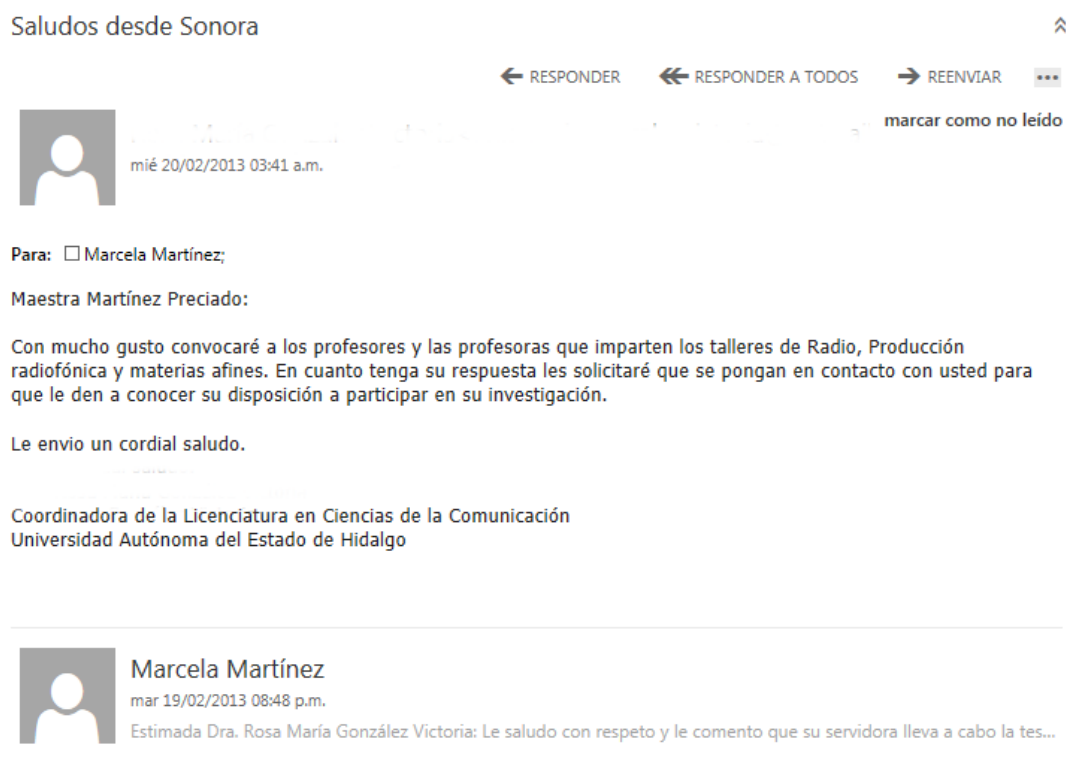 Saludos desde Sonora
RESPONDER RESPONDER A TODOS REENVIAR
marcar como no leído
mié 20/02/2013 03:41 a.m.
Para: Marcela Martínez;
Maestra Martínez Preciado:
Con mucho gusto convocaré a los profesores y las profesoras que imparten los talleres de Radio, Producción
radiofónica y materias afines. En cuanto tenga su respuesta les solicitaré que se pongan en contacto con usted para
que le den a conocer su disposición a participar en su investigación.
Le envio un cordial saludo.
Coordinadora de la Licenciatura en Ciencias de la Comunicación
Universidad Autónoma del Estado de Hidalgo
Marcela Martínez
mar 19/02/2013 08:48 p.m.
Estimada Dra. Rosa María González Victoria: Le saludo con respeto y le comento que su servidora lleva a cabo la tes...